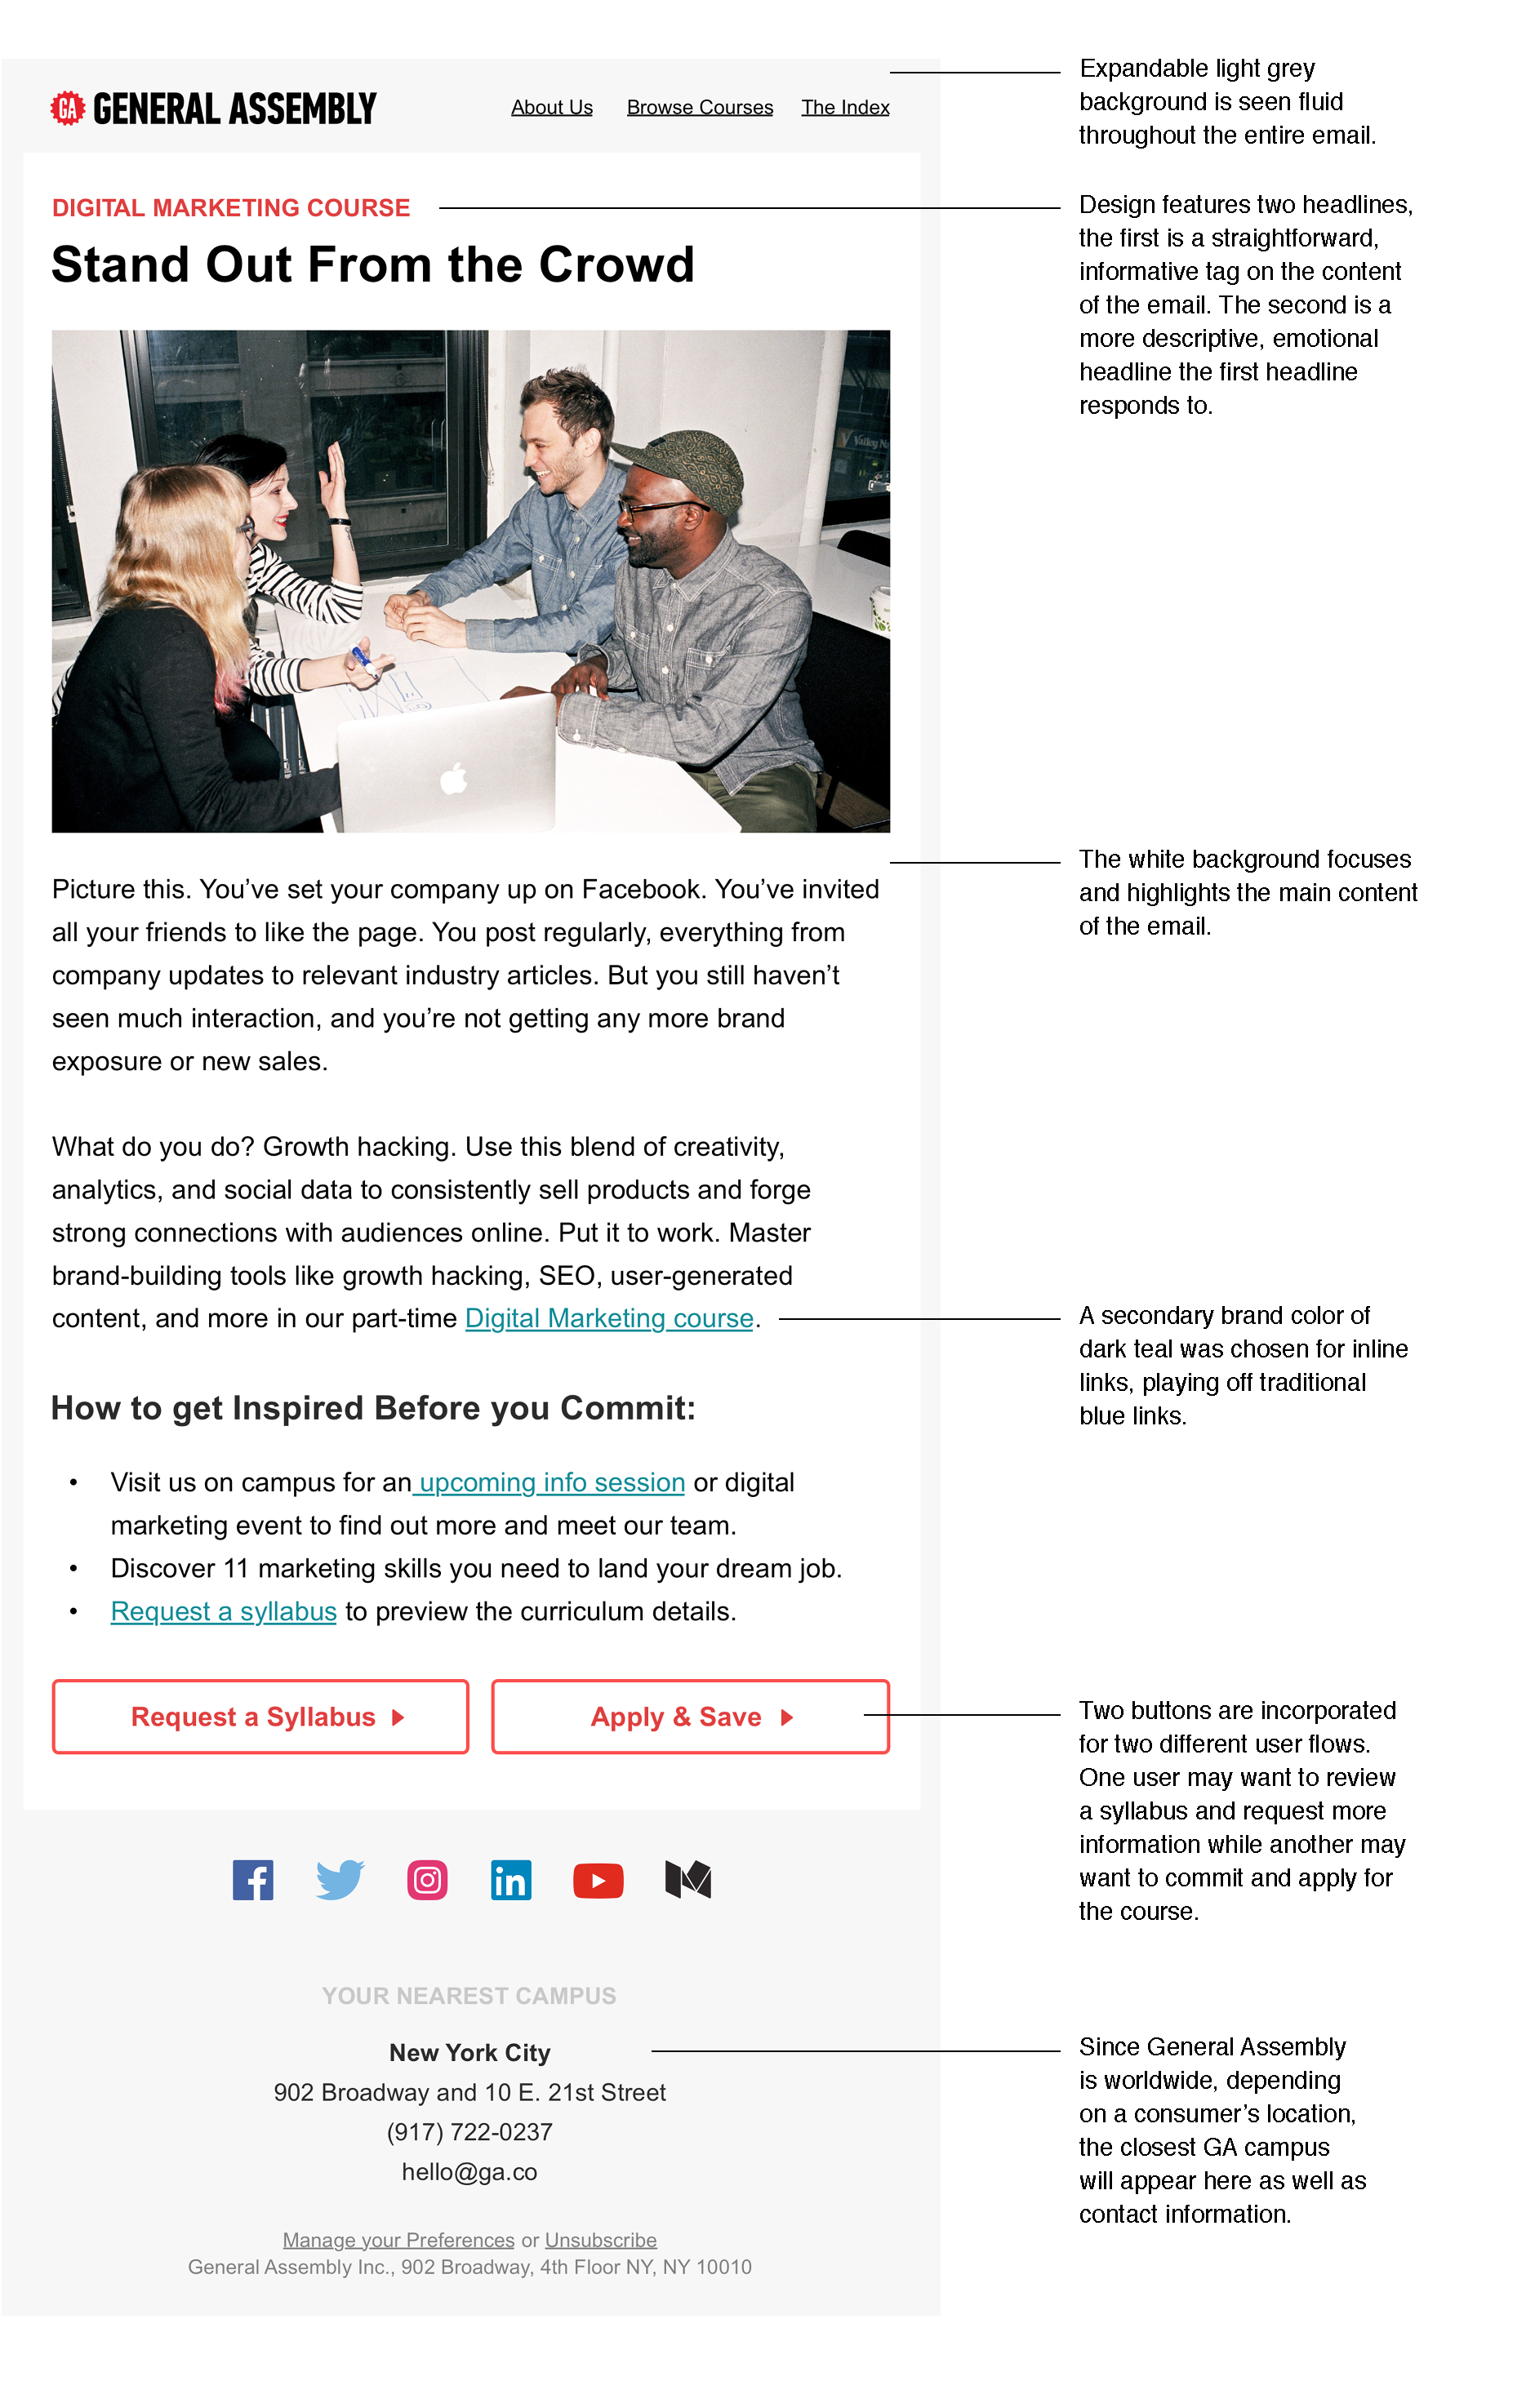 GA GENERAL ASSEMBLY
About Us Browse Courses The Index
Expandable light grey
background is seen fluid
throughout the entire email.
DIGITAL MARKETING COURSE
Stand Out From the Crowd
Design features two headlines,
the first is a straightforward,
informative tag on the content
of the email. The second is a
more descriptive, emotional
headline the first headline
responds to.
Valley
Picture this. You’ve set your company up on Facebook. You’ve invited
all your friends to like the page. You post regularly, everything from
company updates to relevant industry articles. But you still haven’t
seen much interaction, and you’re not getting any more brand
exposure or new sales.
The white background focuses
and highlights the main content
of the email.
What do you do? Growth hacking. Use this blend of creativity,
analytics, and social data to consistently sell products and forge
strong connections with audiences online. Put it to work. Master
brand-building tools like growth hacking, SEO, user-generated
content, and more in our part-time Digital Marketing course.
A secondary brand color of
dark teal was chosen for inline
links, playing off traditional
blue links.
How to get Inspired Before you Commit:
• Visit us on campus for an upcoming info session or digital
marketing event to find out more and meet our team.
• Discover 11 marketing skills you need to land your dream job.
• Request a syllabus to preview the curriculum details.
Request a Syllabus
Apply & Save
Two buttons are incorporated
for two different user flows.
One user may want to review
a syllabus and request more
information while another may
want to commit and apply for
the course.
YOUR NEAREST CAMPUS
New York City
902 Broadway and 10 E. 21st Street
(917) 722-0237
hello@ga.co
Since General Assembly
is worldwide, depending
on a consumer’s location,
the closest GA campus
will appear here as well as
contact information.
Manage your Preferences or Unsubscribe
General Assembly Inc., 902 Broadway, 4th Floor NY, NY 10010